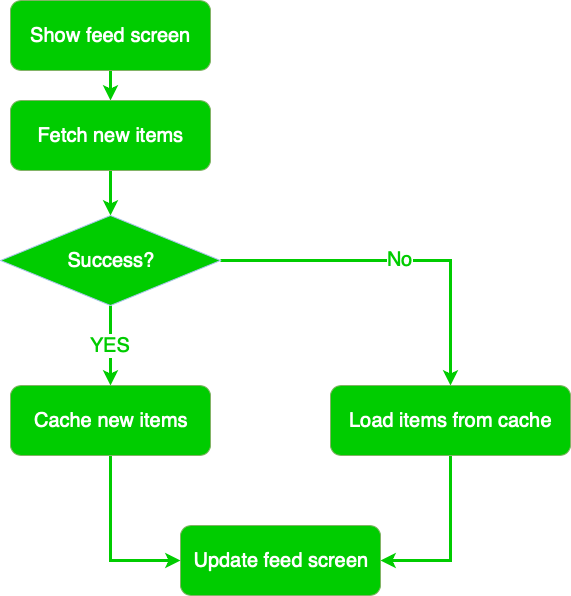 Show feed screen
Fetch new items
Success?
No
YES
Cache new items
Load items from cache
Update feed screen